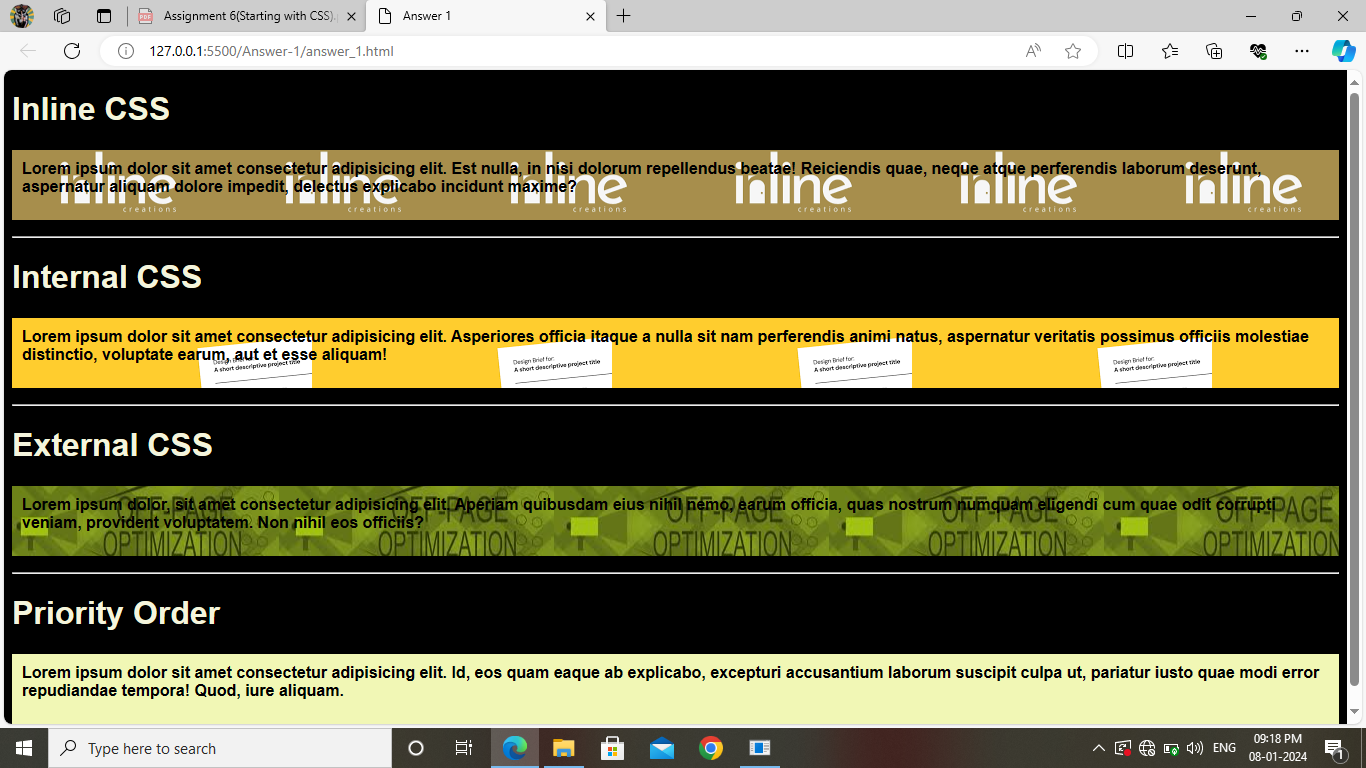 Assignment 6(Starting with CSS).
Answer 1
127.0.0.1:5500/Answer-1/answer_1.html
Inline CSS
Lorem ipsum dolor sit amet consectetur adipisicing elit. Est nulla, in nisi dolorum repellendus beatae! Reiciendis quae, neque atque perferendis laborum deserunt,
aspernatur aliquam dolore impedit, delectus explicabo incidunt maxime?
inline inline inline inline inline inline
creations creations creations creations creations creations
Internal CSS
Lorem ipsum dolor sit amet consectetur adipisicing elit. Asperiores officia itaque a nulla sit nam perferendis animi natus, aspernatur veritatis possimus officiis molestiae
distinctio, voluptate earum, aut et esse aliquam!
Design Brief for: Design Brief for: Design Brief for: Design Brief for:
A short descriptive project title A short descriptive project title A short descriptive project title A short descriptive project title
External CSS
Lorem ipsum dolor, sit amet consectetur adipisicing elit. Aperiam quibusdam eius nihil nemo, earum officia, quas nostrum numquam eligendi cum quae odit corrupti
veniam, provident voluptatem. Non nihil eos officiis?
OFF-PAGE OFF-PAGE OFF-PAGE OFF-PAGE OFF-PAGE
OPTIMIZATION OPTIMIZATION OPTIMIZATION OPTIMIZATION OPTIMIZATION
Priority Order
Lorem ipsum dolor sit amet consectetur adipisicing elit. Id, eos quam eaque ab explicabo, excepturi accusantium laborum suscipit culpa ut, pariatur iusto quae modi error
repudiandae tempora! Quod, iure aliquam.
Type here to search
ENG
09:18 PM
08-01-2024
1